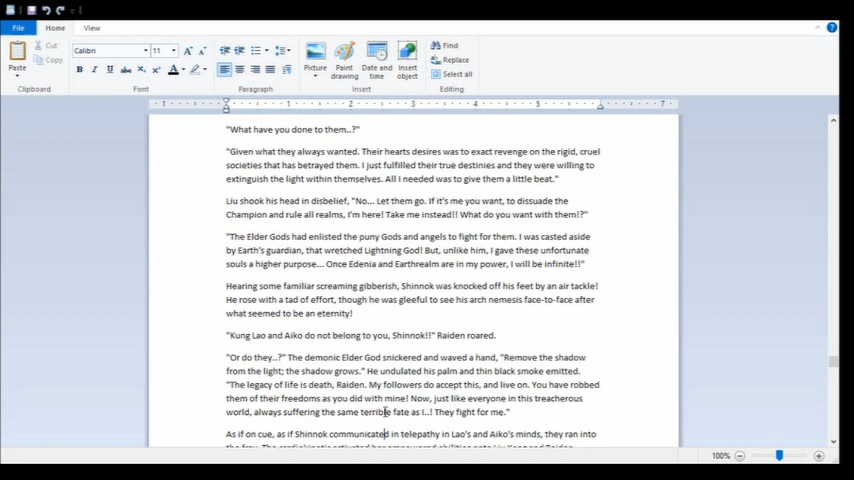 File Home View
Cut
Copy
Paste
Clipboard
Calibri 11
B I U abc X₂ X² A
Font
Paragraph
Picture
Paint drawing
Date and time
Insert object
Insert
Find
Replace
Select all
Editing
1 1 2 3 4 5 7
"What have you done to them..?"
"Given what they always wanted. Their hearts desires was to exact revenge on the rigid, cruel
societies that has betrayed them. I just fulfilled their true destinies and they were willing to
extinguish the light within themselves. All I needed was to give them a little beat."
Liu shook his head in disbelief, "No... Let them go. If it's me you want, to dissuade the
Champion and rule all realms, I'm here! Take me instead!! What do you want with them!?"
"The Elder Gods had enlisted the puny Gods and angels to fight for them. I was casted aside
by Earth's guardian, that wretched Lightning God! But, unlike him, I gave these unfortunate
souls a higher purpose... Once Edenia and Earthrealm are in my power, I will be infinite!!"
Hearing some familiar screaming gibberish, Shinnok was knocked off his feet by an air tackle!
He rose with a tad of effort, though he was gleeful to see his arch nemesis face-to-face after
what seemed to be an eternity!
"Kung Lao and Aiko do not belong to you, Shinnok!!" Raiden roared.
"Or do they..?" The demonic Elder God snickered and waved a hand, "Remove the shadow
from the light; the shadow grows." He undulated his palm and thin black smoke emitted.
"The legacy of life is death, Raiden. My followers do accept this, and live on. You have robbed
them of their freedoms as you did with mine! Now, just like everyone in this treacherous
world, always suffering the same terrible fate as I..! They fight for me."
As if on cue, as if Shinnok communicated in telepathy in Lao's and Aiko's minds, they ran into
100%